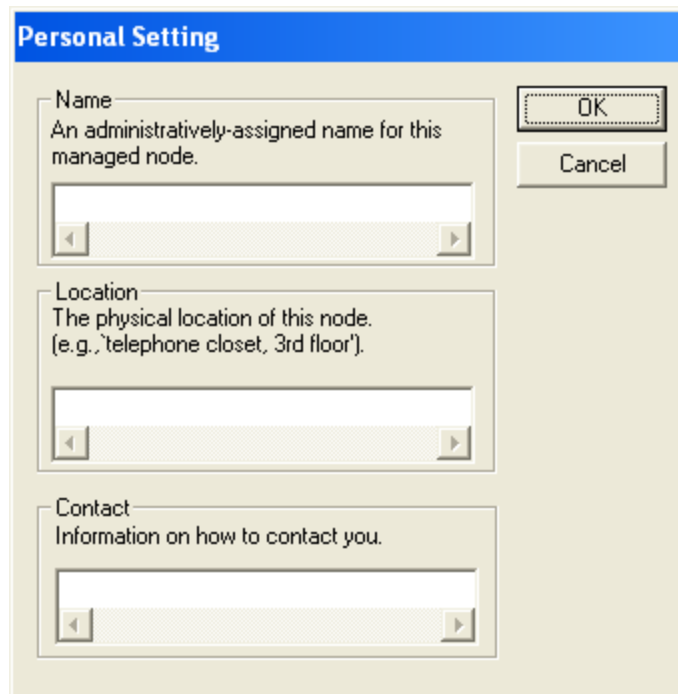 Personal Setting
Name
An administratively-assigned name for this
managed node.
OK
Cancel
Location
The physical location of this node.
(e.g.,`telephone closet, 3rd floor').
Contact
Information on how to contact you.